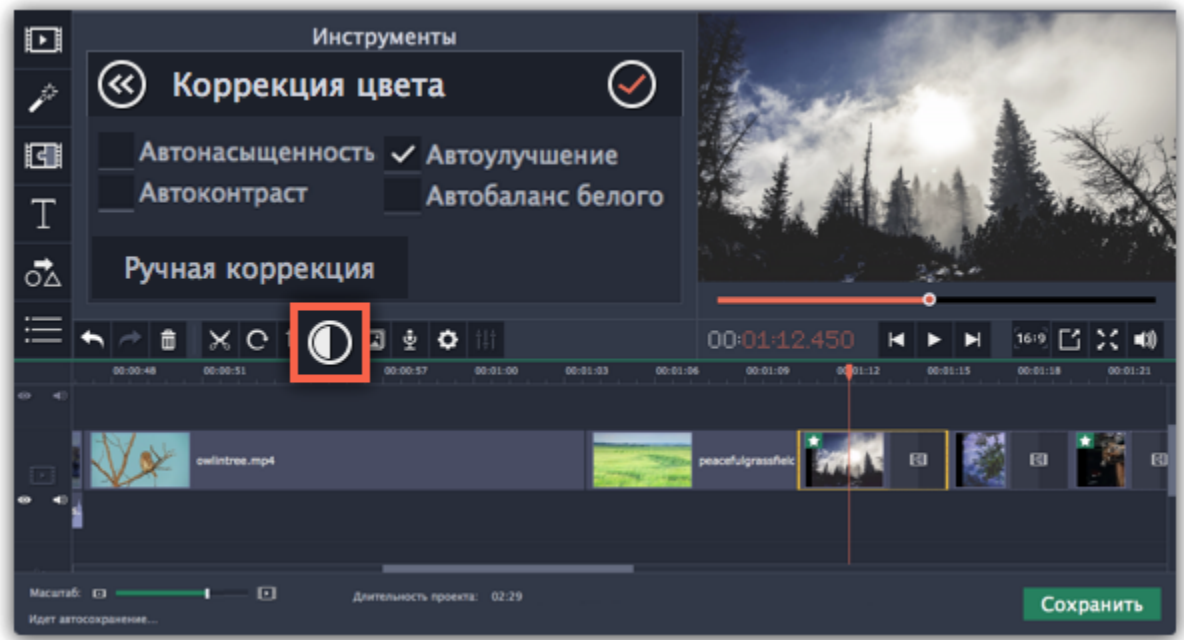 Инструменты
Коррекция цвета
Автонасыщенность
Автоулучшение
Автоконтраст
Автобаланс белого
Ручная коррекция
T
00:01:12.450
16:9
00:00:48 00:00:51 00:00:57 00:01:00 00:01:03 00:01:06 00:01:09 00:01:12 00:01:15 00:01:18 00:01:21
owlintree.mp4
peacefulgrassfield
Масштаб:
Длительность проекта: 02:29
Идет автосохранение...
Сохранить